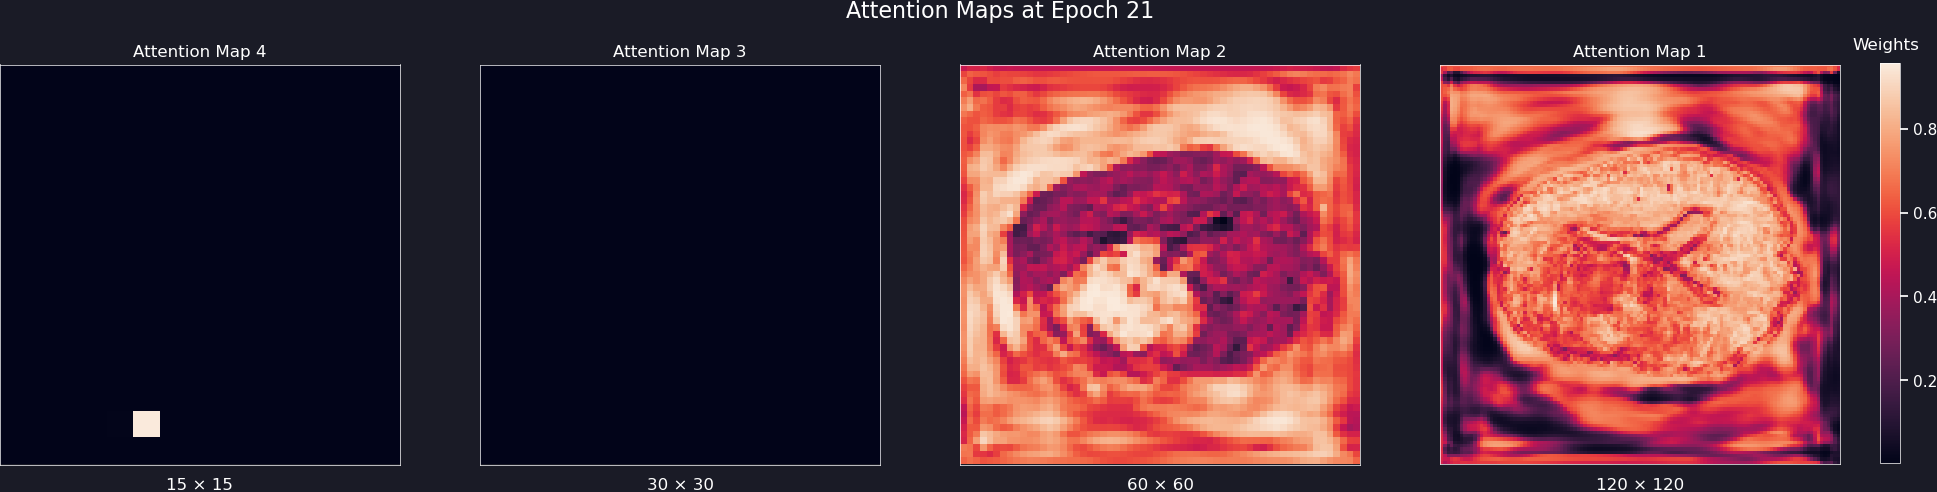 Attention Maps at Epoch 21
Attention Map 4
Attention Map 3
Attention Map 2
Attention Map 1
Weights
0.8
0.6
0.4
0.2
15 × 15
30 × 30
60 × 60
120 × 120